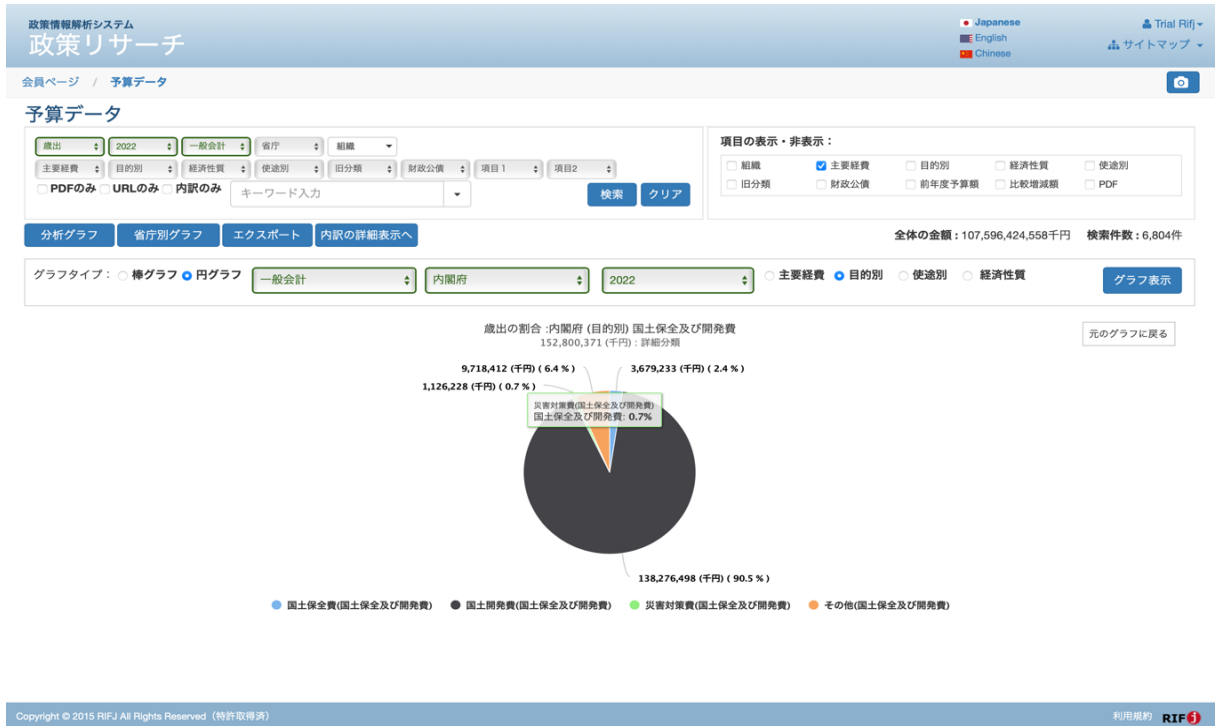 政策情報解析システム
政策リサーチ
Japanese
English
Chinese
Trial Rifj
サイトマップ
会員ページ / 予算データ
予算データ
歳出 2022 一般会計 省庁 組織
主要経費 目的別 経済性質 使途別 旧分類 財政公債 項目1 項目2
PDFのみ URLのみ 内訳のみ キーワード入力 検索 クリア
項目の表示・非表示：
組織 主要経費 目的別 経済性質 使途別
旧分類 財政公債 前年度予算額 比較増減額 PDF
分析グラフ 省庁別グラフ エクスポート 内訳の詳細表示へ
全体の金額：107,596,424,558千円 検索件数：6,804件
グラフタイプ： 棒グラフ 円グラフ 一般会計 内閣府 2022 主要経費 目的別 使途別 経済性質 グラフ表示
歳出の割合 :内閣府 (目的別) 国土保全及び開発費
152,800,371 (千円) : 詳細分類
元のグラフに戻る
9,718,412 (千円) ( 6.4 % )
3,679,233 (千円) ( 2.4 % )
1,126,228 (千円) ( 0.7 % )
災害対策費(国土保全及び開発費)
国土保全及び開発費: 0.7%
138,276,498 (千円) ( 90.5 % )
国土保全費(国土保全及び開発費) 国土開発費(国土保全及び開発費) 災害対策費(国土保全及び開発費) その他(国土保全及び開発費)
Copyright © 2015 RIFJ All Rights Reserved（特許取得済）
利用規約 RIFJ